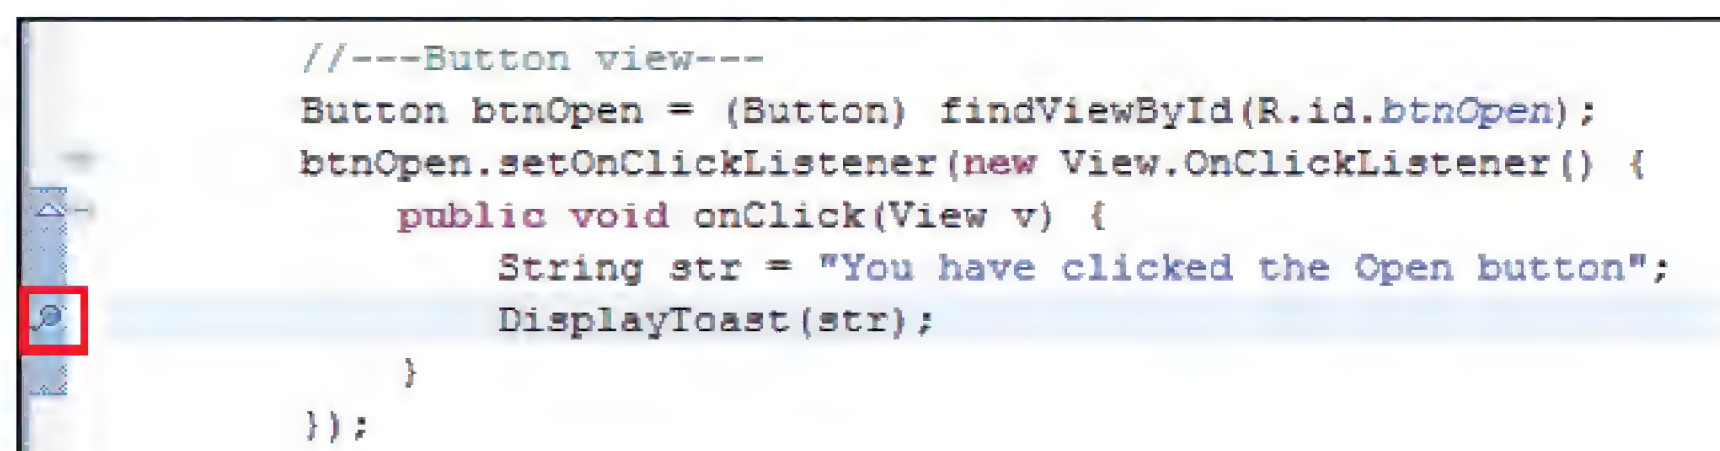 //---Button view---
Button btnOpen = (Button) findViewById(R.id.btnOpen);
btnOpen.setOnClickListener(new View.OnClickListener() {
public void onClick(View v) {
String str = "You have clicked the Open button";
DisplayToast(str);
}
});